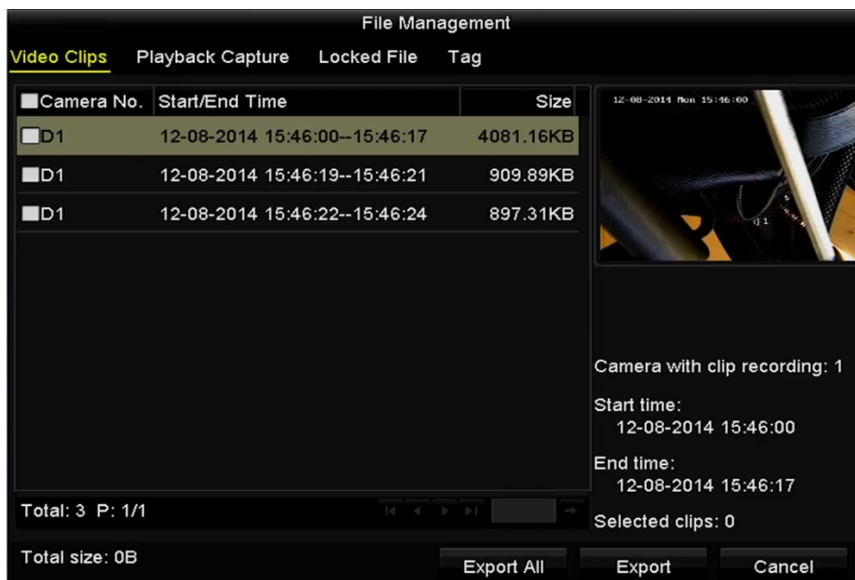 File Management
Video Clips Playback Capture Locked File Tag
Camera No. Start/End Time Size
D1 12-08-2014 15:46:00--15:46:17 4081.16KB
D1 12-08-2014 15:46:19--15:46:21 909.89KB
D1 12-08-2014 15:46:22--15:46:24 897.31KB
12-08-2014 Mon 15:46:00
Camera with clip recording: 1
Start time:
12-08-2014 15:46:00
End time:
12-08-2014 15:46:17
Selected clips: 0
Total: 3 P: 1/1
Total size: 0B
Export All Export Cancel